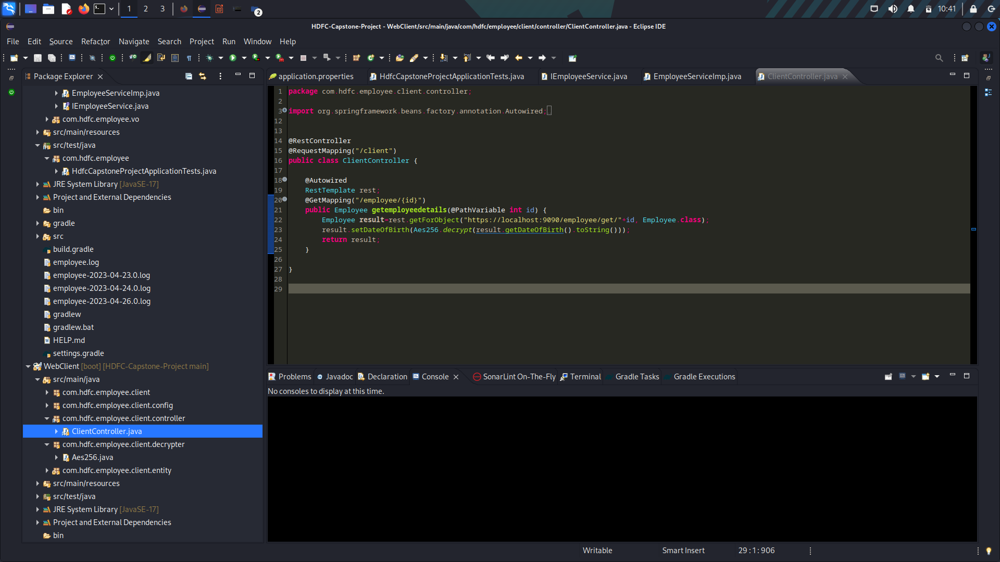 1
2
3
2
10:41
HDFC-Capstone-Project - WebClient/src/main/java/com/hdfc/employee/client/controller/ClientController.java - Eclipse IDE
File Edit Source Refactor Navigate Search Project Run Window Help
Package Explorer
EmployeeServiceImp.java
IEmployeeService.java
com.hdfc.employee.vo
src/main/resources
src/test/java
com.hdfc.employee
HdfcCapstoneProjectApplicationTests.java
JRE System Library [JavaSE-17]
Project and External Dependencies
bin
gradle
src
build.gradle
employee.log
employee-2023-04-23.0.log
employee-2023-04-24.0.log
employee-2023-04-26.0.log
gradlew
gradlew.bat
HELP.md
settings.gradle
WebClient [boot] [HDFC-Capstone-Project main]
src/main/java
com.hdfc.employee.client
com.hdfc.employee.client.config
com.hdfc.employee.client.controller
ClientController.java
com.hdfc.employee.client.decrypter
Aes256.java
com.hdfc.employee.client.entity
src/main/resources
src/test/java
JRE System Library [JavaSE-17]
Project and External Dependencies
bin
application.properties
HdfcCapstoneProjectApplicationTests.java
IEmployeeService.java
EmployeeServiceImp.java
ClientController.java
1 package com.hdfc.employee.client.controller;
2
3 import org.springframework.beans.factory.annotation.Autowired;
12
13
14 @RestController
15 @RequestMapping("/client")
16 public class ClientController {
17
18 @Autowired
19 RestTemplate rest;
20 @GetMapping("/employee/{id}")
21 public Employee getemployeedetails(@PathVariable int id) {
22 Employee result=rest.getForObject("https://localhost:9090/employee/get/"+id, Employee.class);
23 result.setDateOfBirth(Aes256.decrypt(result.getDateOfBirth().toString()));
24 return result;
25 }
26
27 }
28
29
Problems
Javadoc
Declaration
Console
SonarLint On-The-Fly
Terminal
Gradle Tasks
Gradle Executions
No consoles to display at this time.
Writable
Smart Insert
29 : 1 : 906